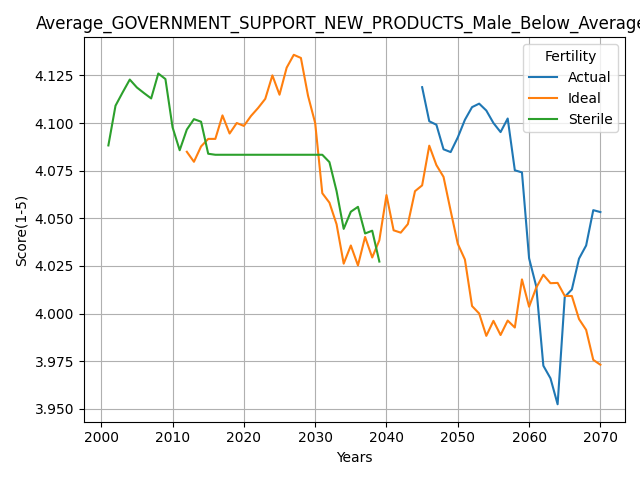 Average_GOVERNMENT_SUPPORT_NEW_PRODUCTS_Male_Below_Average
Fertility
Actual
Ideal
Sterile
Score(1-5)
4.125
4.100
4.075
4.050
4.025
4.000
3.975
3.950
2000 2010 2020 2030 2040 2050 2060 2070
Years